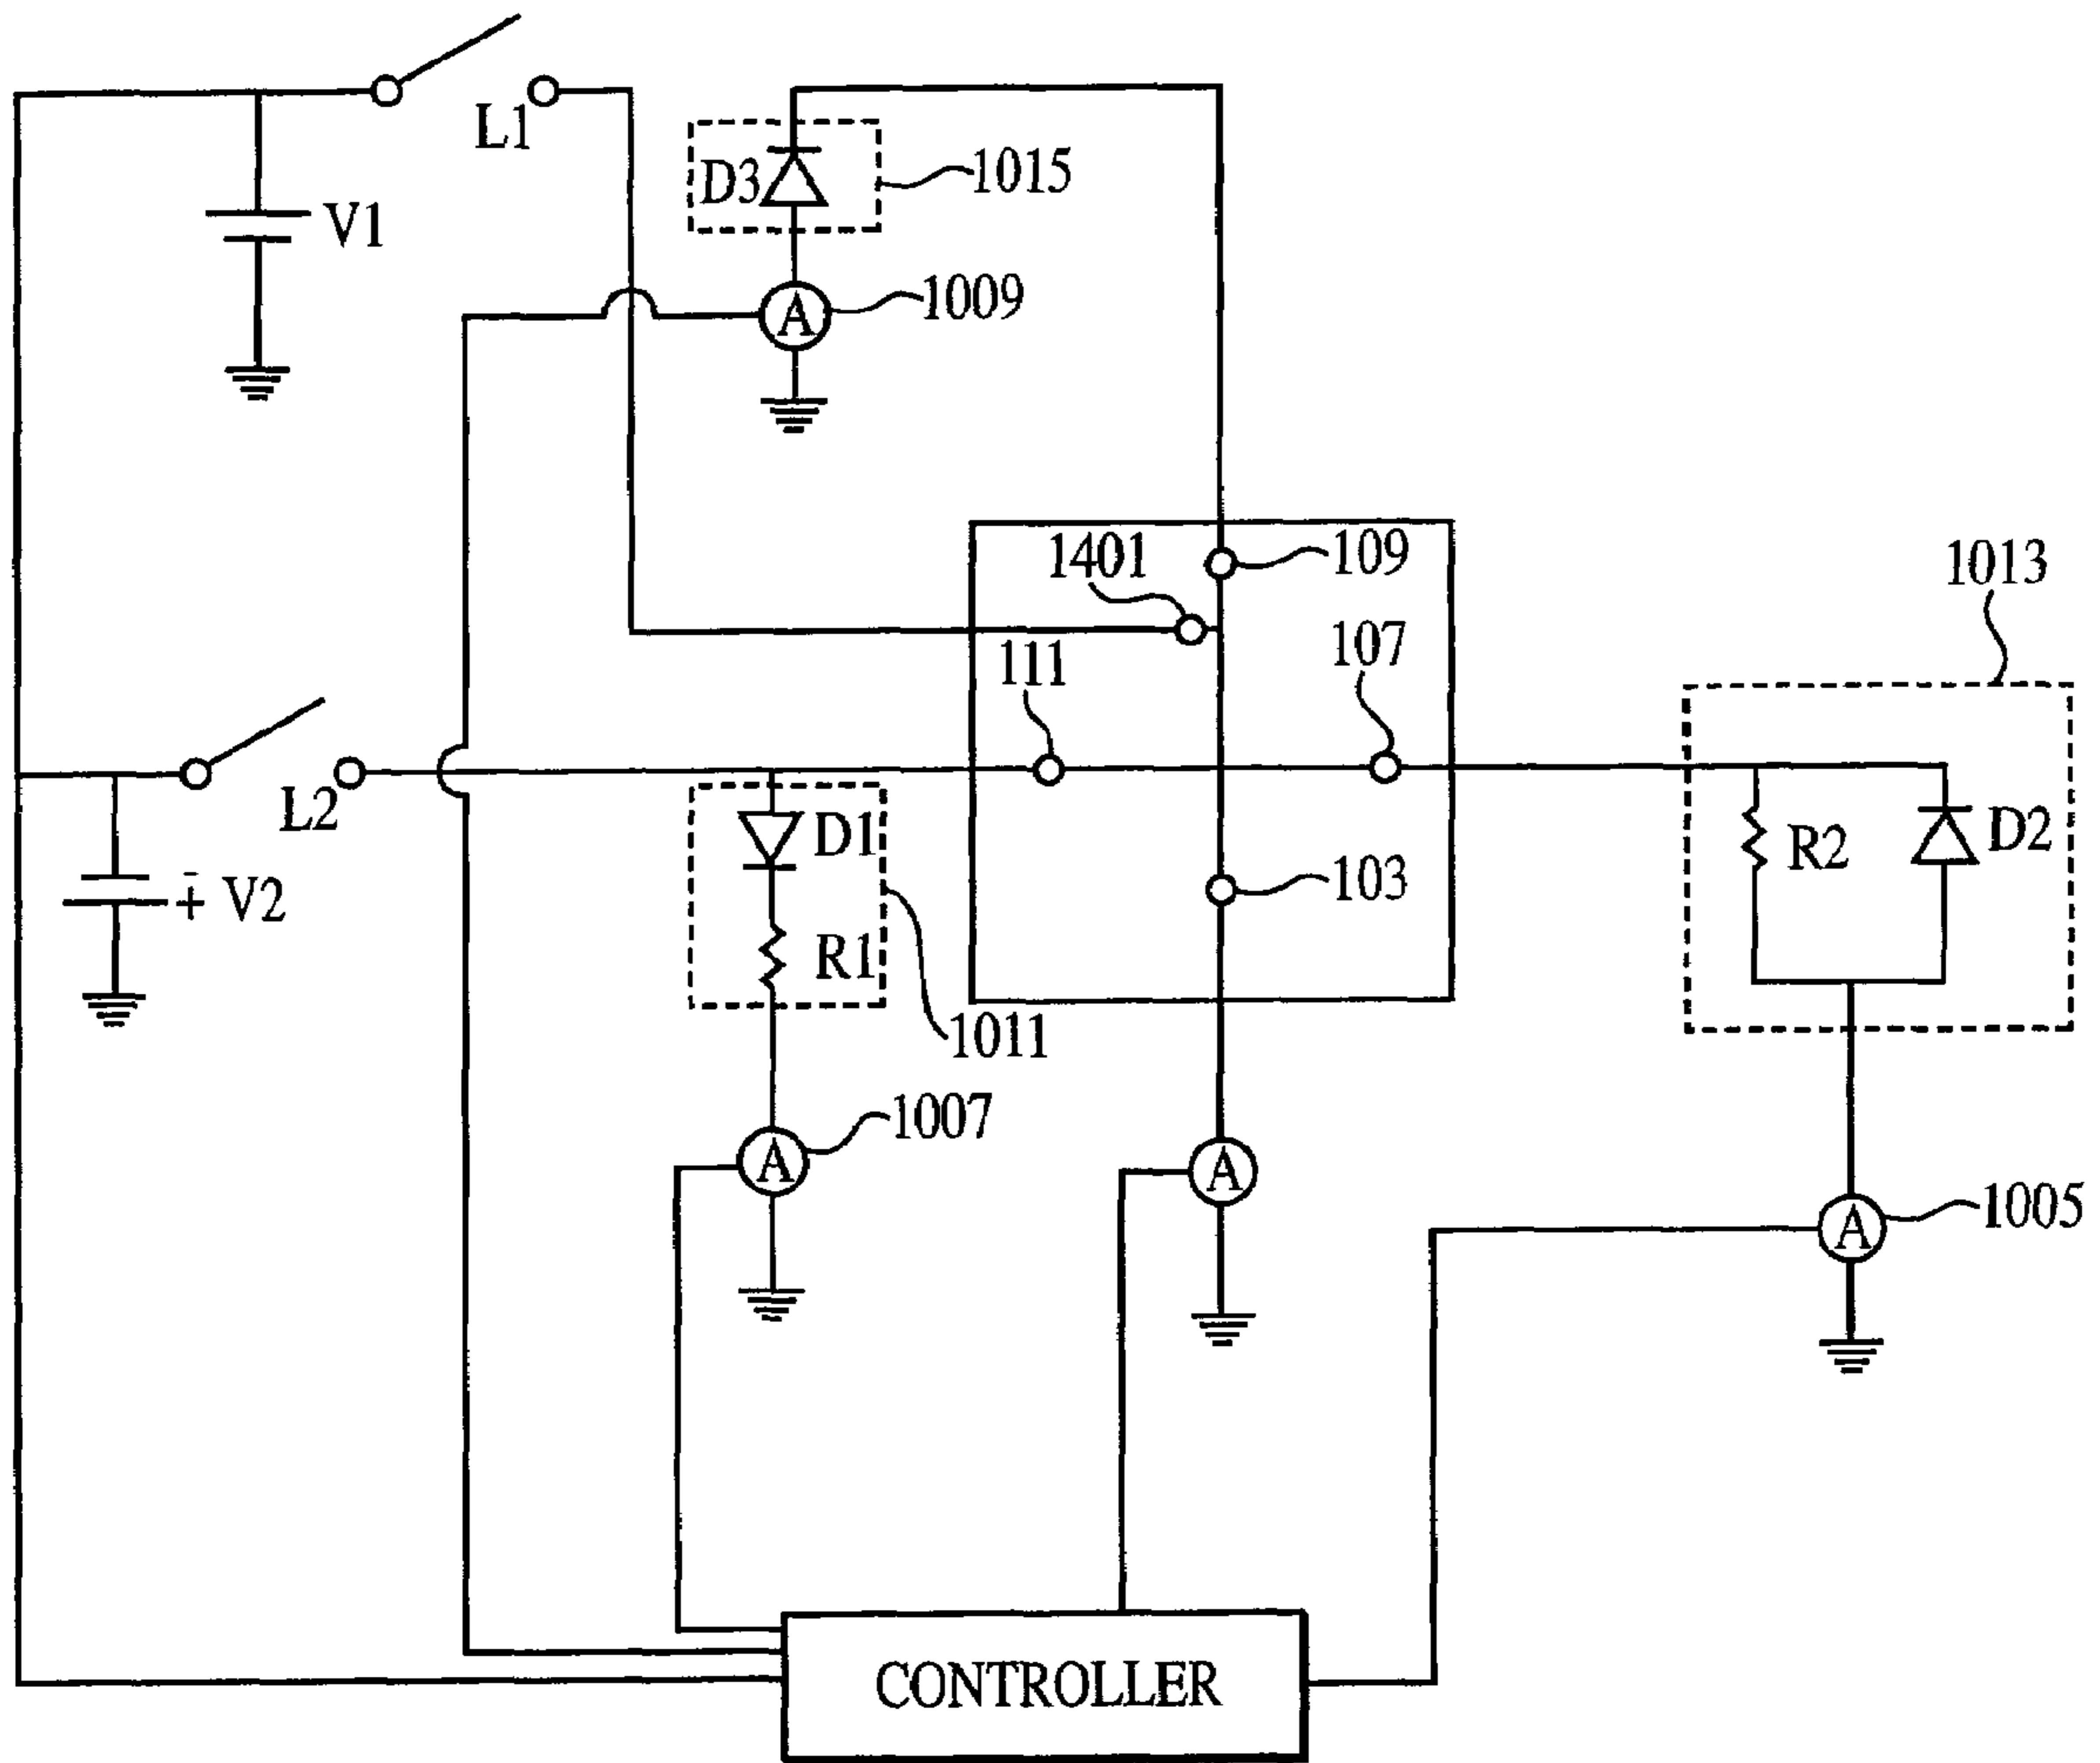 L1
V1
D3
1015
1009
1401
109
111
107
1013
L2
- + V2
D1
R1
1011
103
R2
D2
1007
A
A
A
A
1005
CONTROLLER